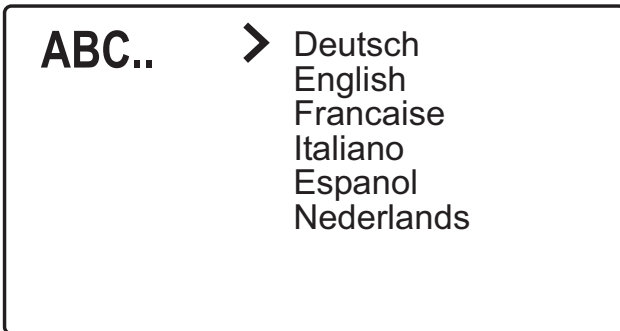 ABC.. > Deutsch
English
Francaise
Italiano
Espanol
Nederlands